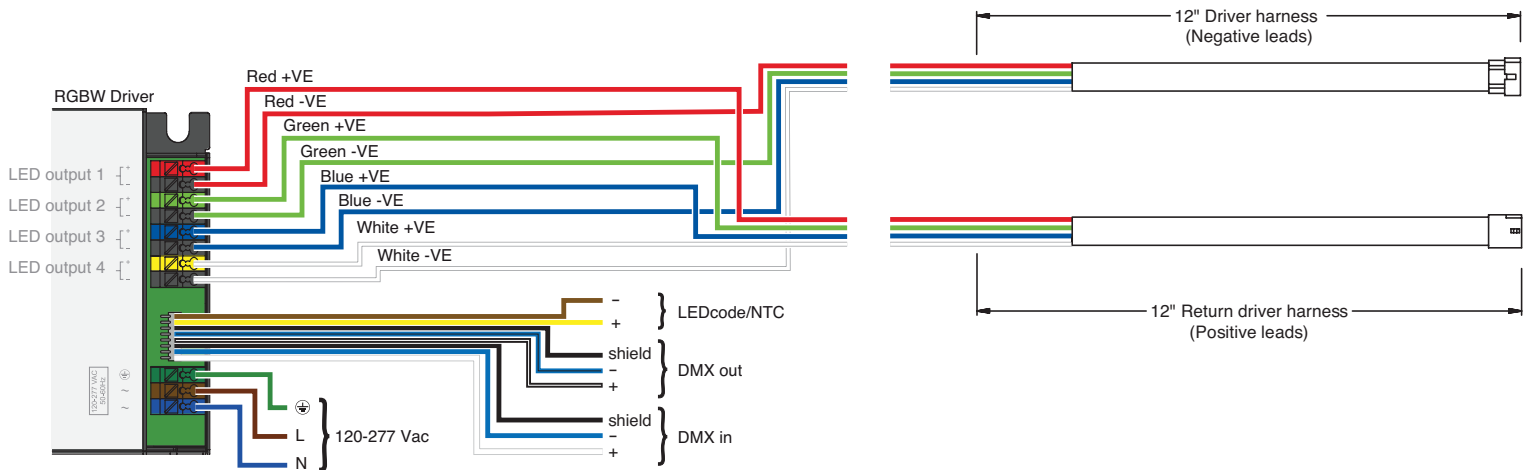 12" Driver harness
(Negative leads)
RGBW Driver
Red +VE
Red -VE
Green +VE
Green -VE
Blue +VE
Blue -VE
White +VE
White -VE
LED output 1 + -
LED output 2 + -
LED output 3 + -
LED output 4 + -
12" Return driver harness
(Positive leads)
-
+
LEDcode/NTC
shield
-
+
DMX out
shield
-
+
DMX in
120-277 VAC
50-60Hz
~
~
L
N
120-277 Vac